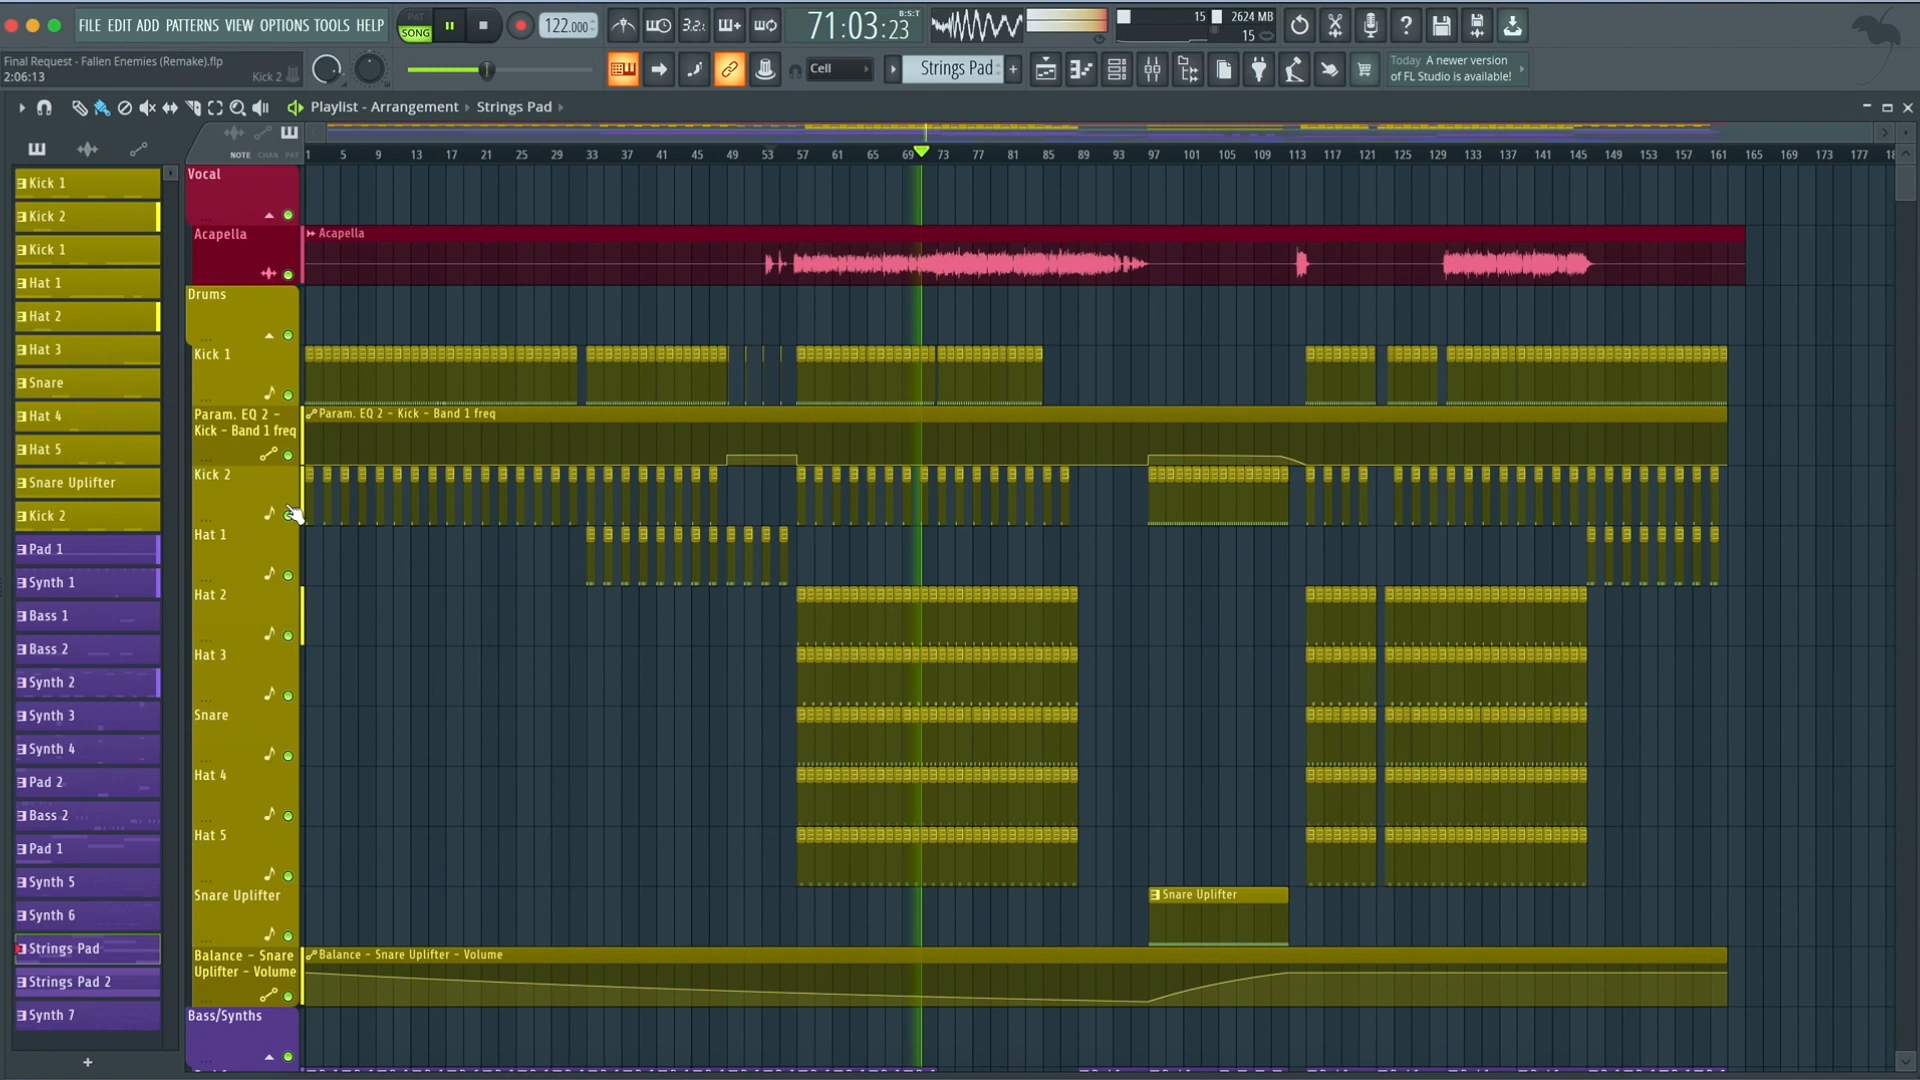 FILE EDIT ADD PATTERNS VIEW OPTIONS TOOLS HELP
PAT
SONG
122.000
3.2.
71:03:23
B:S:T
15
2624 MB
15
Final Request - Fallen Enemies (Remake).flp
2:06:13
Kick 2
Cell
Strings Pad
+
Today A newer version
of FL Studio is available!
Playlist - Arrangement › Strings Pad ›
NOTE CHAN PAT
1 5 9 13 17 21 25 29 33 37 41 45 49 53 57 61 65 69 73 77 81 85 89 93 97 101 105 109 113 117 121 125 129 133 137 141 145 149 153 157 161 165 169 173 177 18
Kick 1
Kick 2
Kick 1
Hat 1
Hat 2
Hat 3
Snare
Hat 4
Hat 5
Snare Uplifter
Kick 2
Pad 1
Synth 1
Bass 1
Bass 2
Synth 2
Synth 3
Synth 4
Pad 2
Bass 2
Pad 1
Synth 5
Synth 6
Strings Pad
Strings Pad 2
Synth 7
+
Vocal
Acapella
Acapella
Drums
Kick 1
Param. EQ 2 -
Kick - Band 1 freq
Param. EQ 2 - Kick - Band 1 freq
Kick 2
Hat 1
Hat 2
Hat 3
Snare
Hat 4
Hat 5
Snare Uplifter
Snare Uplifter
Balance - Snare
Uplifter - Volume
Balance - Snare Uplifter - Volume
Bass/Synths